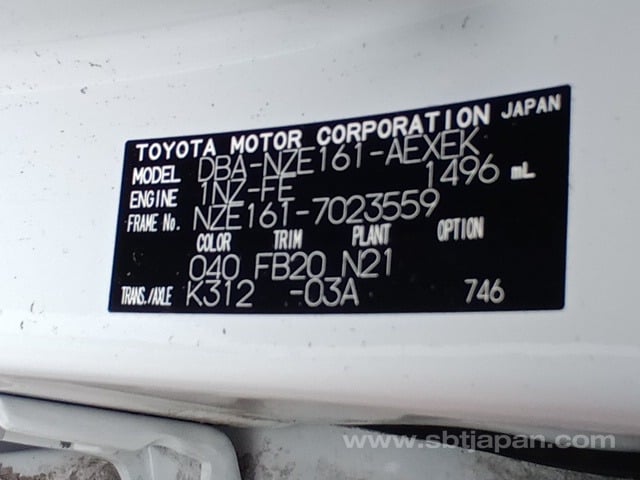 TOYOTA MOTOR CORPORATION JAPAN
MODEL DBA-NZE161-AEXEK
ENGINE 1NZ-FE 1496 mL
FRAME No. NZE161-7023559
COLOR TRIM PLANT OPTION
040 FB20 N21
TRANS./AXLE K312 -03A 746
www.sbtjapan.com